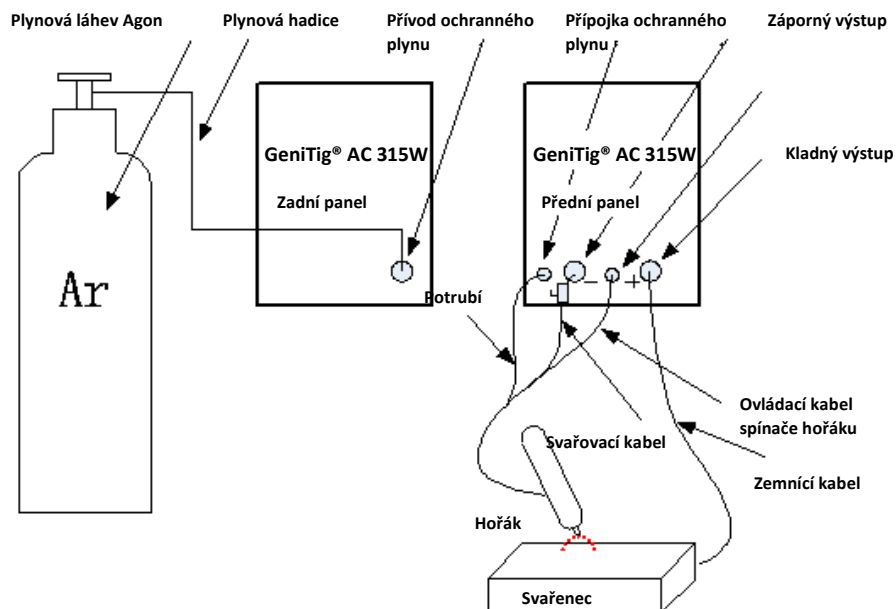 Plynová láhev Agon
Plynová hadice
Přívod ochranného
plynu
Přípojka ochranného
plynu
Záporný výstup
GeniTig® AC 315W
GeniTig® AC 315W
Kladný výstup
Zadní panel
Přední panel
Ar
- +
Potrubí
Ovládací kabel
spínače hořáku
Svařovací kabel
Zemnící kabel
Hořák
Svařenec